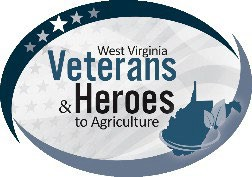 West Virginia
Veterans
& Heroes
to Agriculture